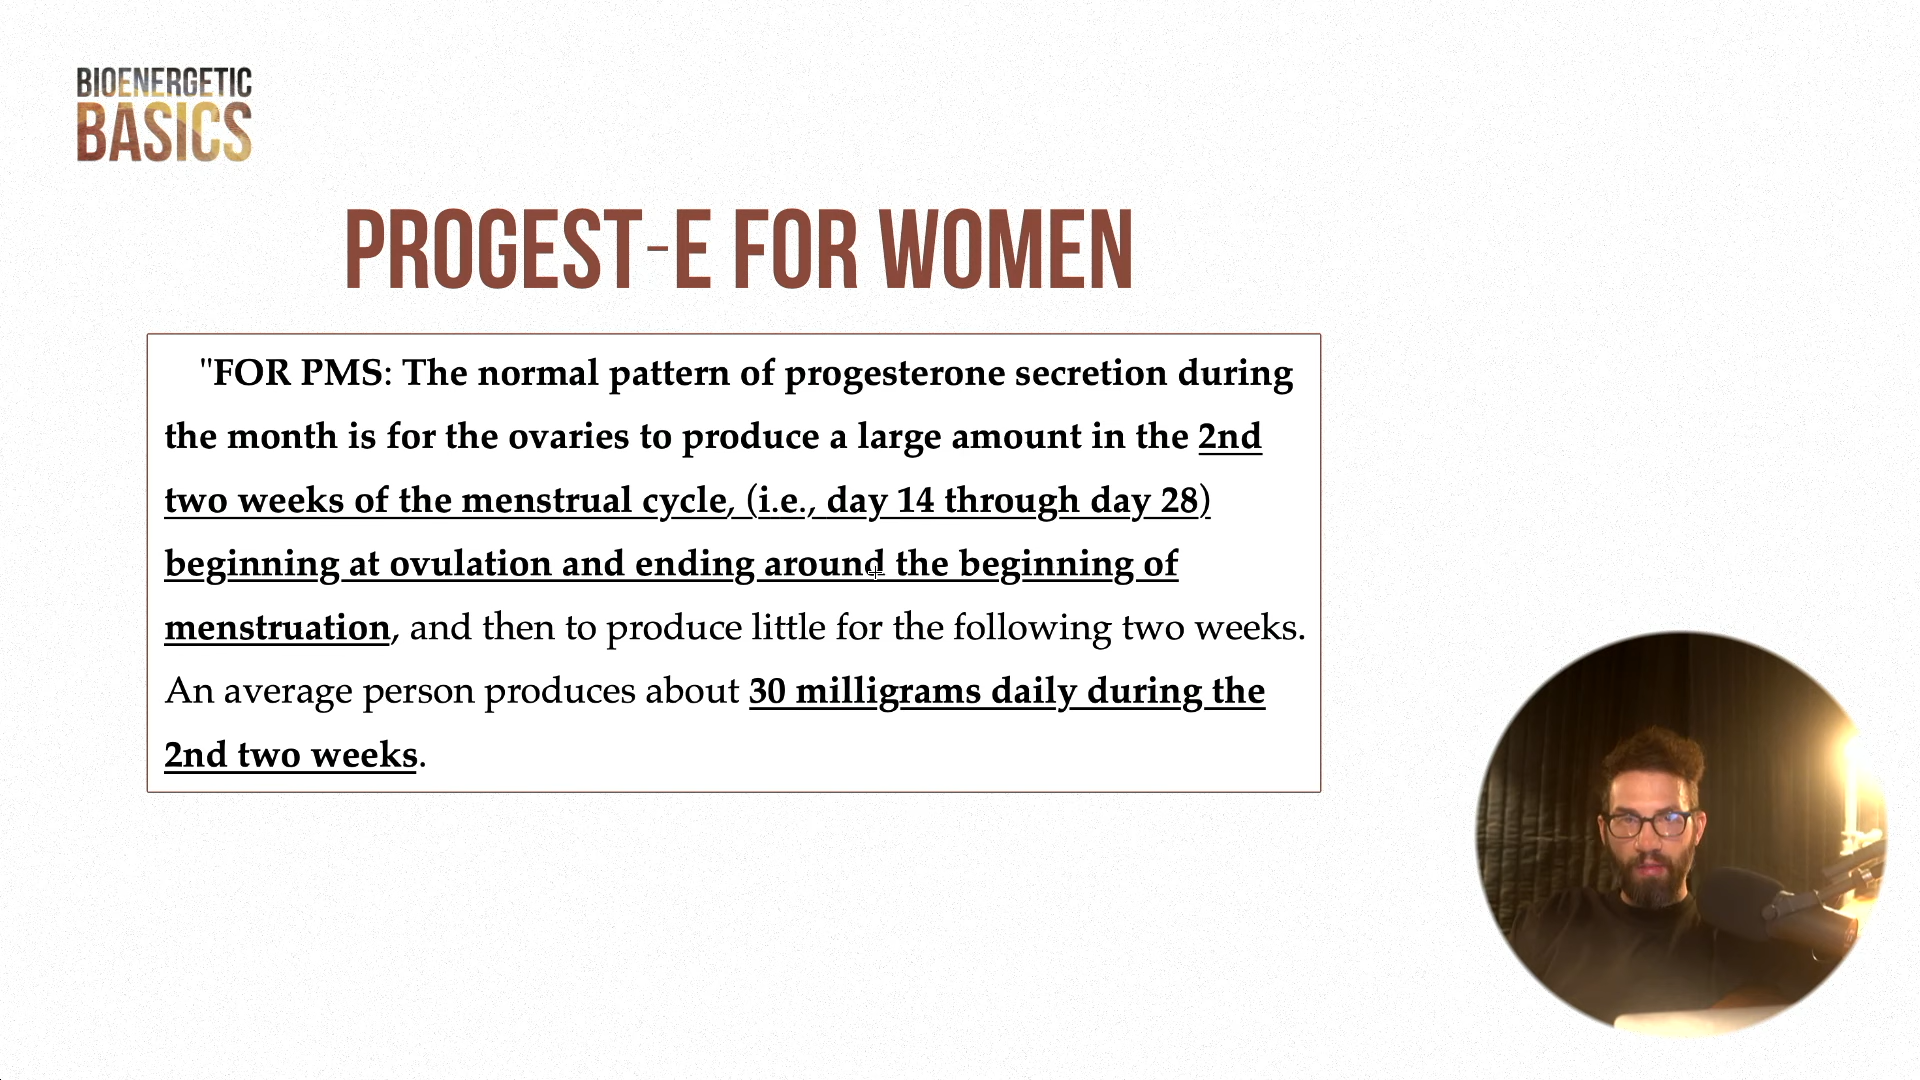 BIOENERGETIC
BASICS
PROGEST-E FOR WOMEN
"FOR PMS: The normal pattern of progesterone secretion during
the month is for the ovaries to produce a large amount in the 2nd
two weeks of the menstrual cycle, (i.e., day 14 through day 28)
beginning at ovulation and ending around the beginning of
menstruation, and then to produce little for the following two weeks.
An average person produces about 30 milligrams daily during the
2nd two weeks.